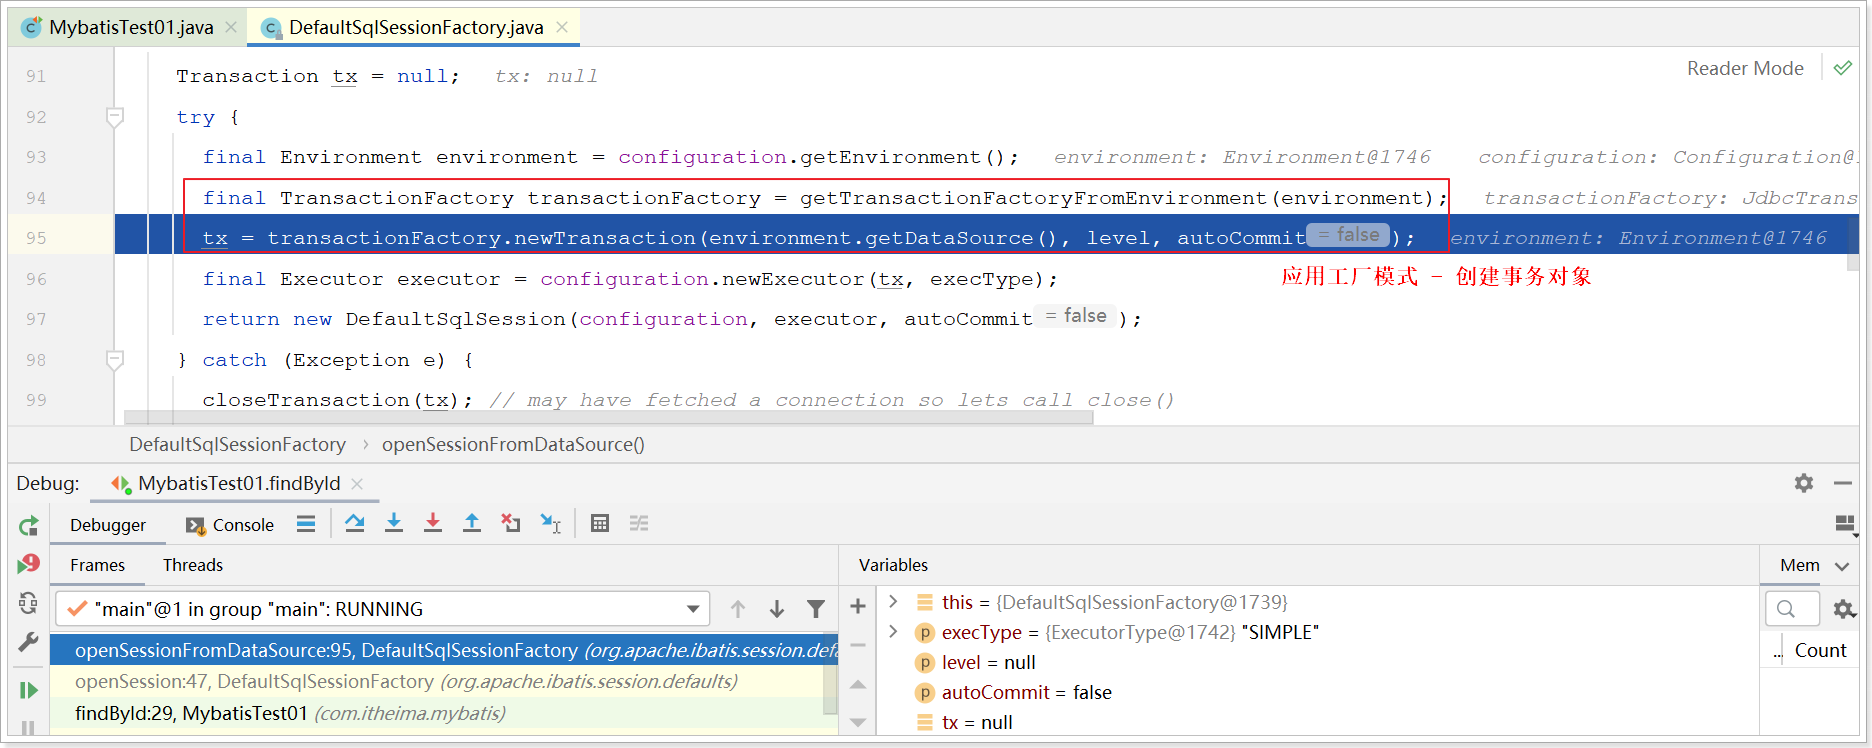 MybatisTest01.java DefaultSqlSessionFactory.java
91 Transaction tx = null; tx: null
Reader Mode
92 try {
93 final Environment environment = configuration.getEnvironment(); environment: Environment@1746 configuration: Configuration@
94 final TransactionFactory transactionFactory = getTransactionFactoryFromEnvironment(environment); transactionFactory: JdbcTrans
95 tx = transactionFactory.newTransaction(environment.getDataSource(), level, autoCommit = false ); environment: Environment@1746
应用工厂模式 - 创建事务对象
96 final Executor executor = configuration.newExecutor(tx, execType);
97 return new DefaultSqlSession(configuration, executor, autoCommit = false );
98 } catch (Exception e) {
99 closeTransaction(tx); // may have fetched a connection so lets call close()
DefaultSqlSessionFactory › openSessionFromDataSource()
Debug: MybatisTest01.findById
Debugger Console
Frames Threads Variables Mem
"main"@1 in group "main": RUNNING
openSessionFromDataSource:95, DefaultSqlSessionFactory (org.apache.ibatis.session.defa
openSession:47, DefaultSqlSessionFactory (org.apache.ibatis.session.defaults)
findById:29, MybatisTest01 (com.itheima.mybatis)
this = {DefaultSqlSessionFactory@1739}
execType = {ExecutorType@1742} "SIMPLE"
level = null
autoCommit = false
tx = null
.. Count